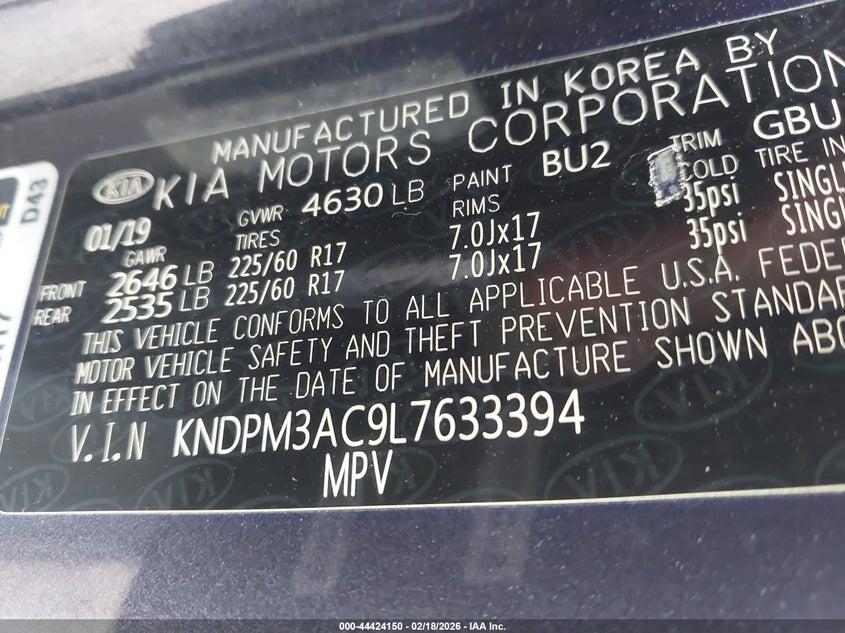 MANUFACTURED IN KOREA BY
KIA KIA MOTORS CORPORATION
01/19 GVWR 4630 LB PAINT BU2 TRIM GBU
GAWR TIRES RIMS COLD TIRE IN
FRONT 2646 LB 225/60 R17 7.0Jx17 35psi SINGL
REAR 2535 LB 225/60 R17 7.0Jx17 35psi SING
THIS VEHICLE CONFORMS TO ALL APPLICABLE U.S.A. FEDE
MOTOR VEHICLE SAFETY AND THEFT PREVENTION STANDAR
IN EFFECT ON THE DATE OF MANUFACTURE SHOWN ABO
V.I.N KNDPM3AC9L7633394
MPV
D43
000-44424150 - 02/18/2026 - IAA Inc.